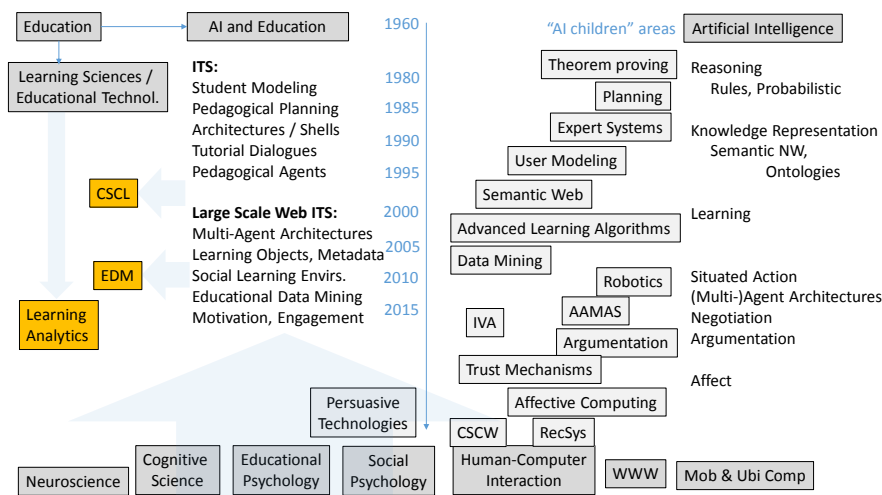 Education
AI and Education
1960
“AI children” areas
Artificial Intelligence
Learning Sciences /
Educational Technol.
ITS:
Student Modeling
Pedagogical Planning
Architectures / Shells
Tutorial Dialogues
Pedagogical Agents
CSCL
Large Scale Web ITS:
Multi-Agent Architectures
Learning Objects, Metadata
Social Learning Envirs.
Educational Data Mining
Motivation, Engagement
EDM
Learning
Analytics
1980
1985
1990
1995
2000
2005
2010
2015
Theorem proving
Planning
Expert Systems
User Modeling
Semantic Web
Advanced Learning Algorithms
Data Mining
Robotics
IVA
AAMAS
Argumentation
Trust Mechanisms
Affective Computing
CSCW
RecSys
Reasoning
Rules, Probabilistic
Knowledge Representation
Semantic NW,
Ontologies
Learning
Situated Action
(Multi-)Agent Architectures
Negotiation
Argumentation
Affect
Persuasive
Technologies
Neuroscience
Cognitive
Science
Educational
Psychology
Social
Psychology
Human-Computer
Interaction
WWW
Mob & Ubi Comp